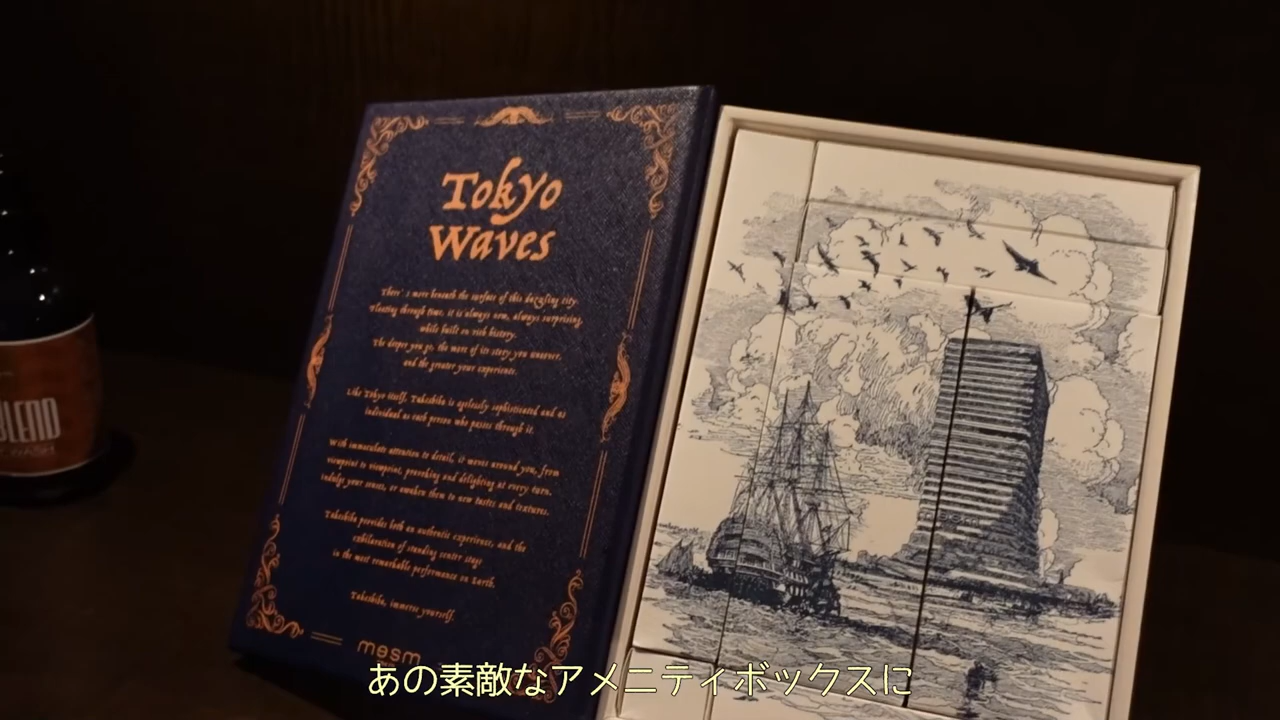 Tokyo
Waves
There's more beneath the surface of this dazzling city.
Floating through time, it is always new, always surprising,
while built on rich history.
The deeper you go, the more of its story you uncover,
and the greater your experience.
Like Tokyo itself, Takeshiba is agelessly sophisticated and as
individual as each person who passes through it.
With immaculate attention to detail, it moves around you, from
viewpoint to viewpoint, provoking and delighting at every turn.
Indulge your senses, or awaken them to new tastes and textures.
Takeshiba provides both an authentic experience, and the
exhilaration of standing center stage
in the most remarkable performance on Earth.
Takeshiba, immerse yourself.
mesm
BLEND
WASH
あの素敵なアメニティボックスに